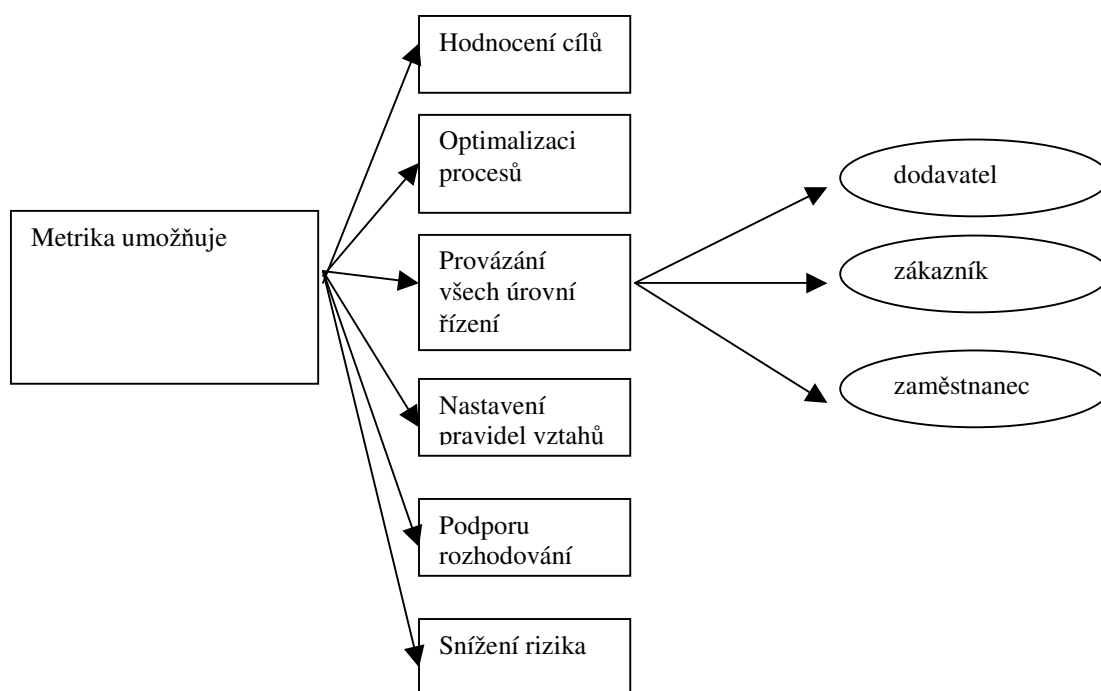 Metrika umožňuje
Hodnocení cílů
Optimalizaci
procesů
Provázání
všech úrovní
řízení
Nastavení
pravidel vztahů
Podporu
rozhodování
Snížení rizika
dodavatel
zákazník
zaměstnanec